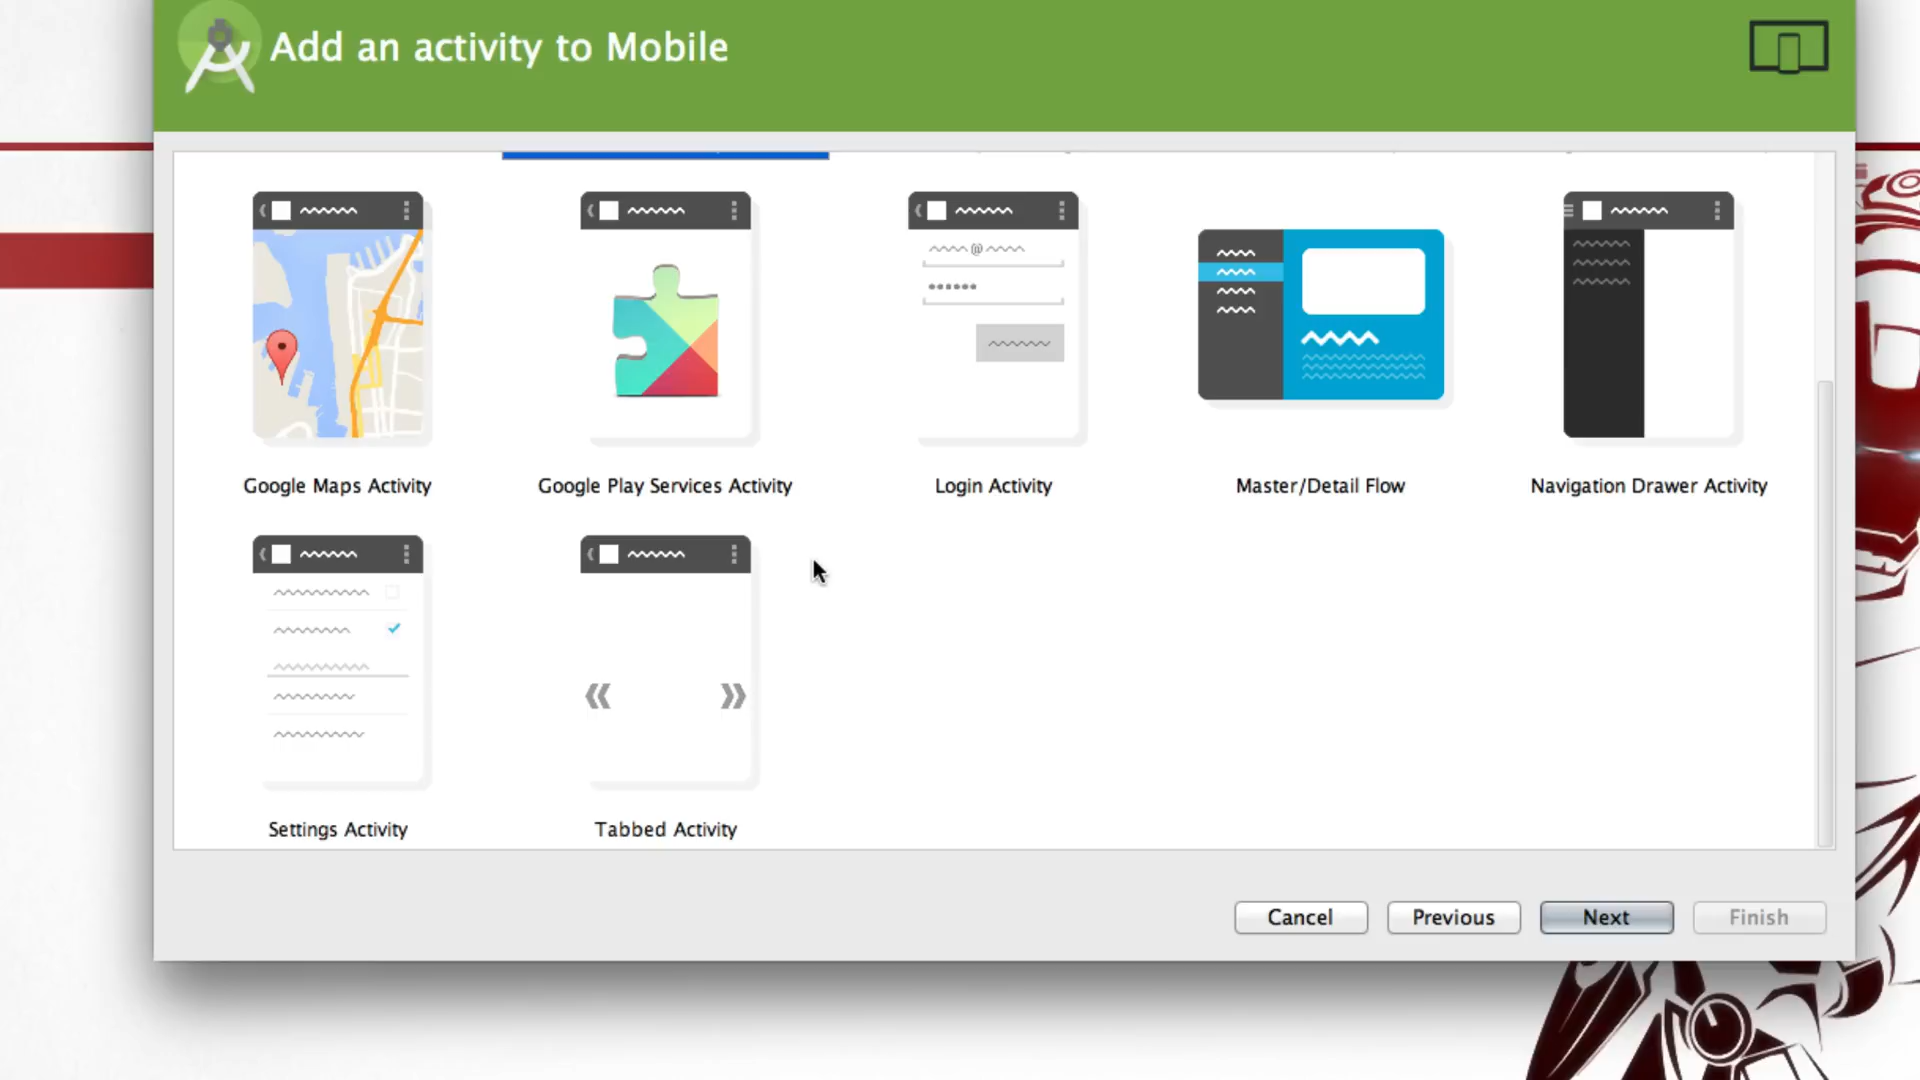 Add an activity to Mobile
Google Maps Activity
Google Play Services Activity
Login Activity
Master/Detail Flow
Navigation Drawer Activity
Settings Activity
Tabbed Activity
Cancel
Previous
Next
Finish